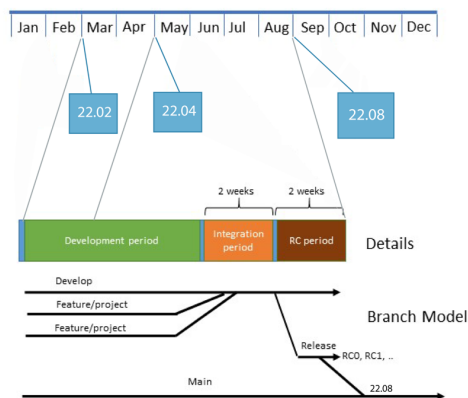 Jan Feb Mar Apr May Jun Jul Aug Sep Oct Nov Dec
22.02
22.04
22.08
2 weeks 2 weeks
Development period
Integration
period
RC period
Details
Develop
Feature/project
Feature/project
Branch Model
Release
RC0, RC1, ..
Main
22.08